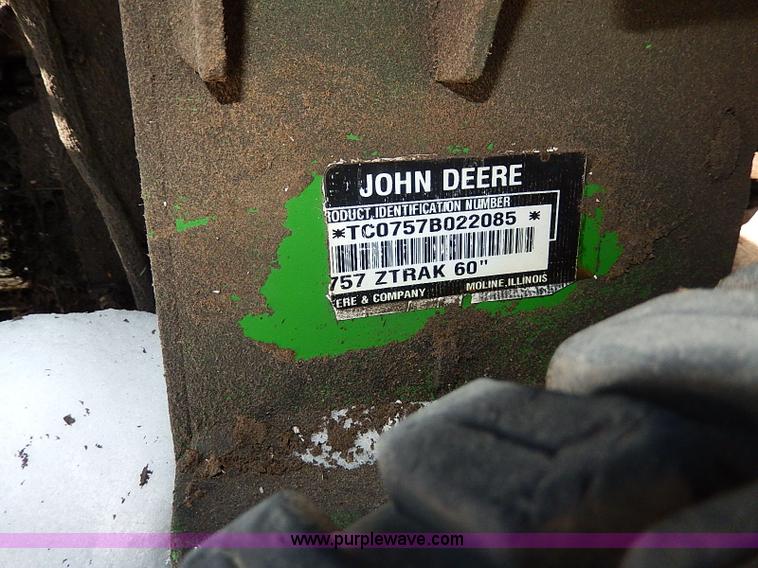 JOHN DEERE
RODUCT IDENTIFICATION NUMBER
*TC0757B022085 *
757 ZTRAK 60"
ERE & COMPANY MOLINE, ILLINOIS
www.purplewave.com